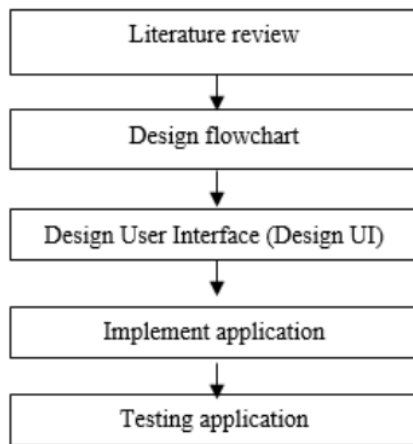 Literature review
Design flowchart
Design User Interface (Design UI)
Implement application
Testing application